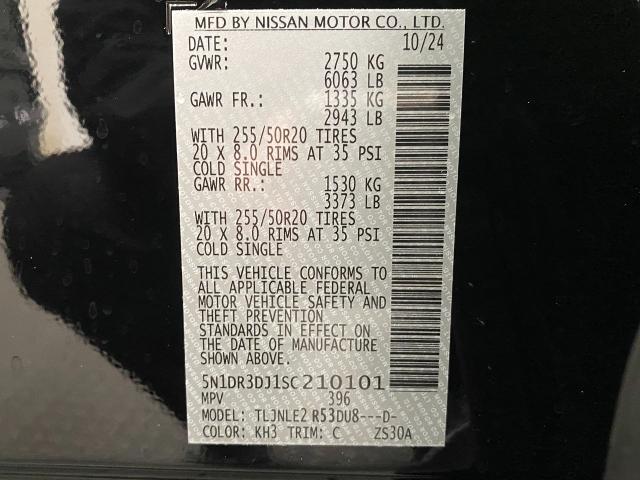 MFD BY NISSAN MOTOR CO., LTD.
DATE: 10/24
GVWR: 2750 KG
6063 LB
GAWR FR.: 1335 KG
2943 LB
WITH 255/50R20 TIRES
20 X 8.0 RIMS AT 35 PSI
COLD SINGLE
GAWR RR.: 1530 KG
3373 LB
WITH 255/50R20 TIRES
20 X 8.0 RIMS AT 35 PSI
COLD SINGLE
THIS VEHICLE CONFORMS TO
ALL APPLICABLE FEDERAL
MOTOR VEHICLE SAFETY AND
THEFT PREVENTION
STANDARDS IN EFFECT ON
THE DATE OF MANUFACTURE
SHOWN ABOVE.
5N1DR3DJ1SC210101
MPV 396
MODEL: TLJNLE2 R53DU8---D-
COLOR: KH3 TRIM: C ZS30A